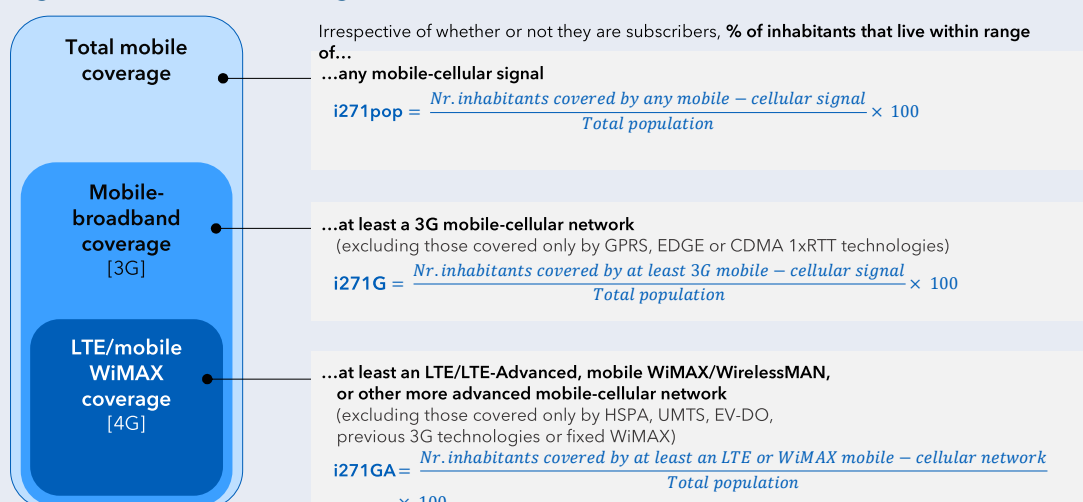 Total mobile
coverage
Irrespective of whether or not they are subscribers, % of inhabitants that live within range
of…
…any mobile-cellular signal
i271pop = Nr. inhabitants covered by any mobile − cellular signal
Total population
× 100
Mobile-
broadband
coverage
[3G]
…at least a 3G mobile-cellular network
(excluding those covered only by GPRS, EDGE or CDMA 1xRTT technologies)
i271G = Nr. inhabitants covered by at least 3G mobile − cellular signal
Total population
× 100
LTE/mobile
WiMAX
coverage
[4G]
…at least an LTE/LTE-Advanced, mobile WiMAX/WirelessMAN,
or other more advanced mobile-cellular network
(excluding those covered only by HSPA, UMTS, EV-DO,
previous 3G technologies or fixed WiMAX)
i271GA = Nr. inhabitants covered by at least an LTE or WiMAX mobile − cellular network
Total population
× 100